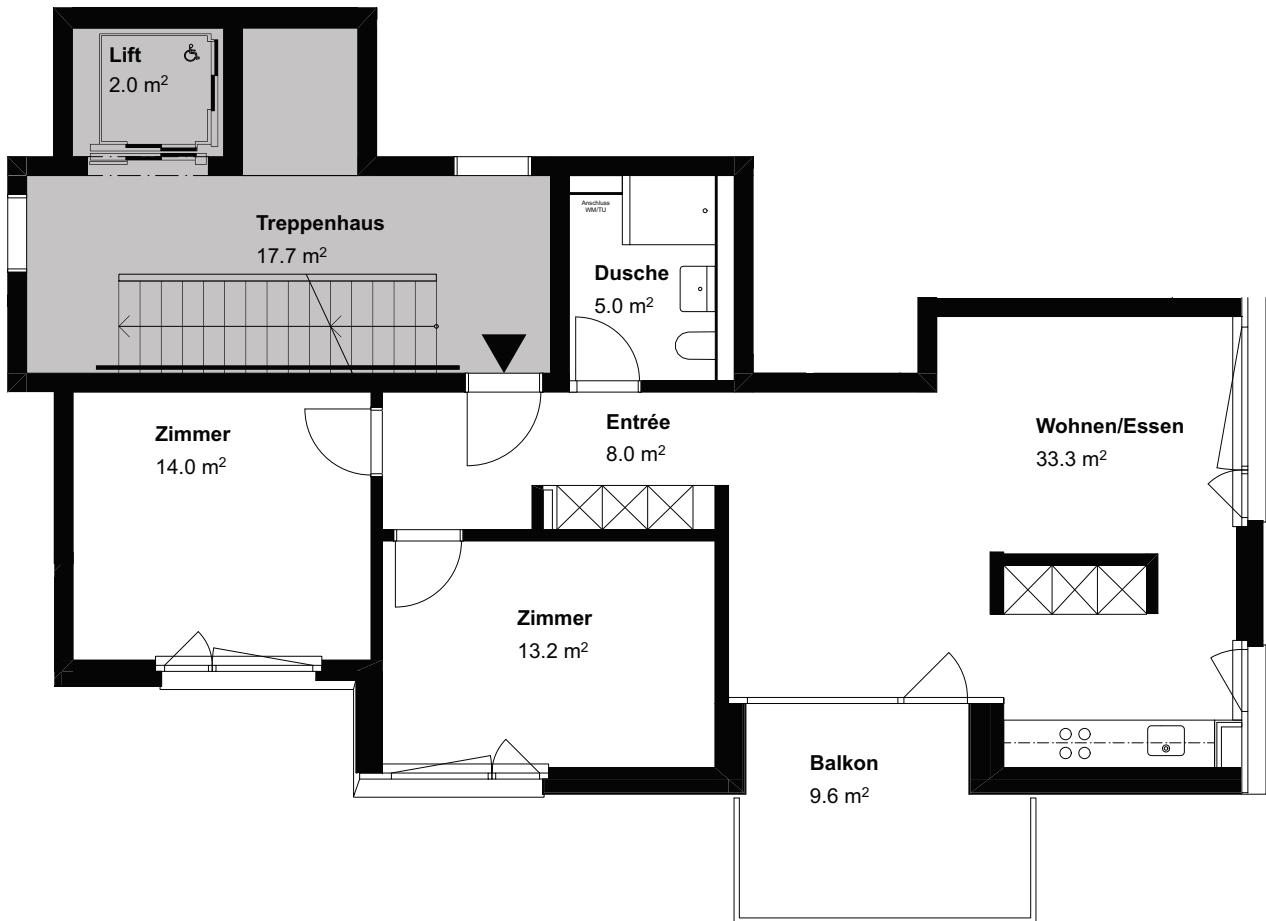 Lift
2.0 m²
Treppenhaus
17.7 m²
Anschluss
WM/TU
Dusche
5.0 m²
Zimmer
14.0 m²
Entrée
8.0 m²
Wohnen/Essen
33.3 m²
Zimmer
13.2 m²
Balkon
9.6 m²